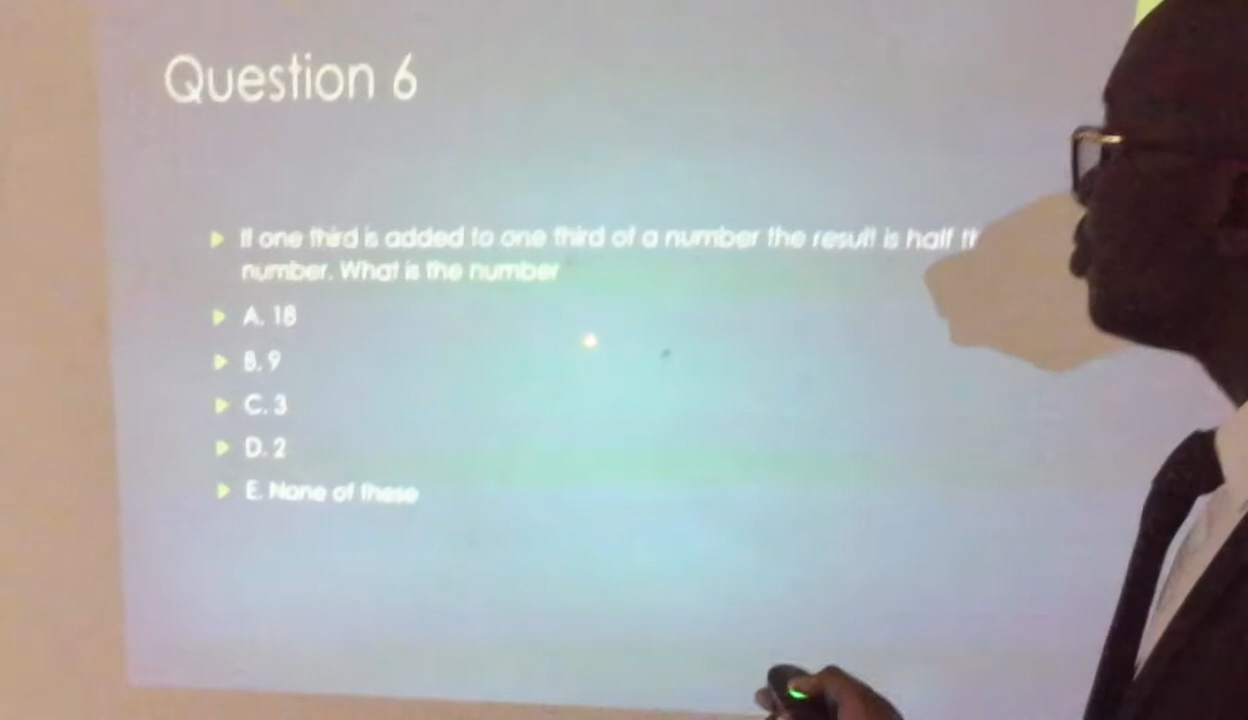 Question 6
If one third is added to one third of a number the result is half
number. What is the number
A. 18
B. 9
C. 3
D. 2
E. None of these